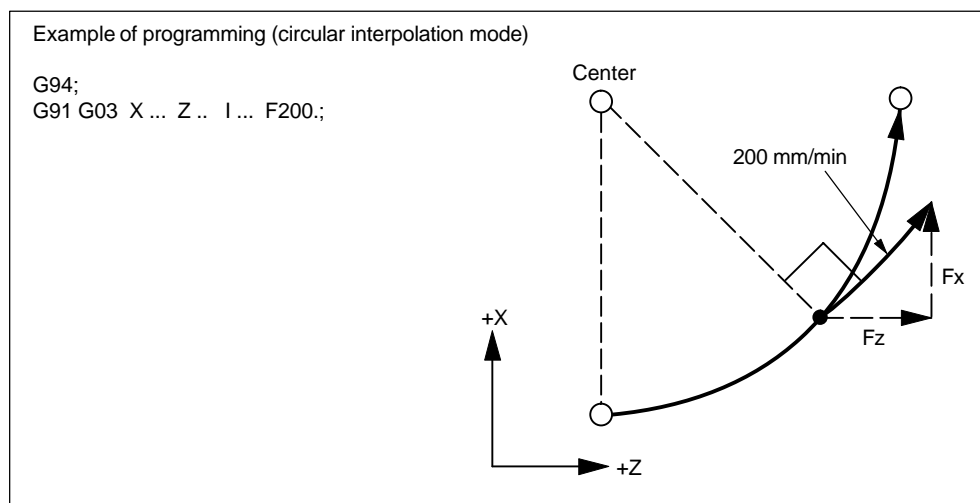 Example of programming (circular interpolation mode)
G94;
G91 G03 X ... Z .. I ... F200.;
Center
200 mm/min
Fx
Fz
+X
+Z